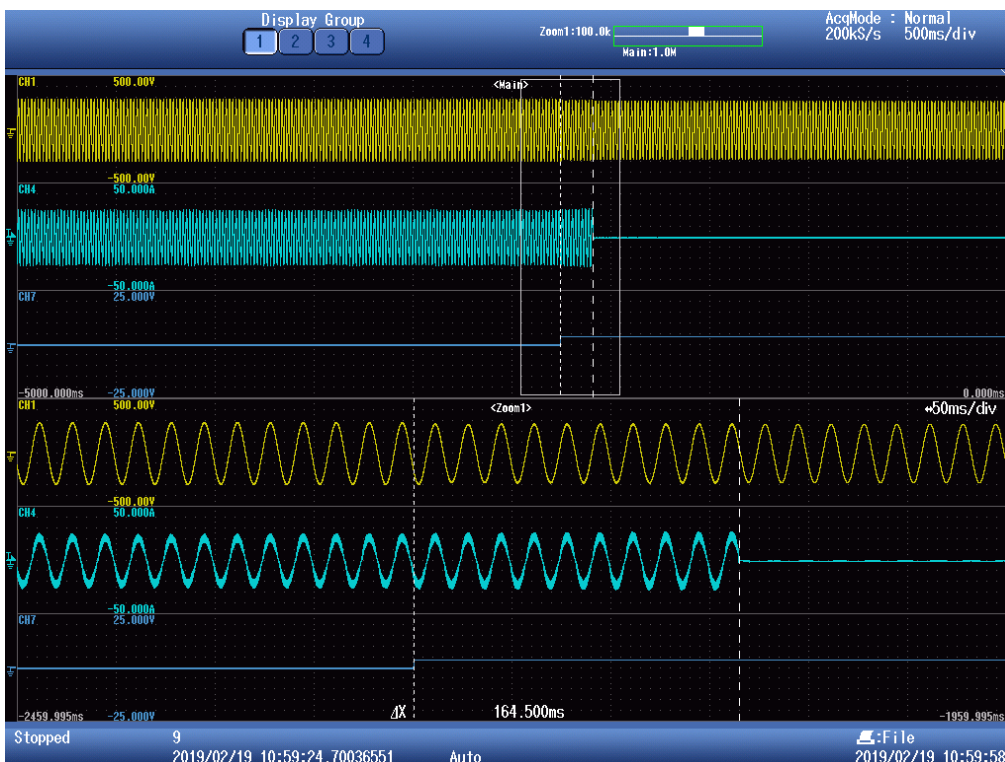 Display Group
1 2 3 4
Zoom1:100.0k
Main:1.0M
AcqMode : Normal
200kS/s 500ms/div
CH1 500.00V
<Main>
-500.00V
CH4 50.000A
-50.000A
CH7 25.000V
-5000.000ms -25.000V 0.000ms
CH1 500.00V
<Zoom1>
50ms/div
-500.00V
CH4 50.000A
-50.000A
CH7 25.000V
ΔX 164.500ms
-2459.995ms -25.000V -1959.995ms
Stopped 9
2019/02/19 10:59:24.70036551 Auto
:File
2019/02/19 10:59:58